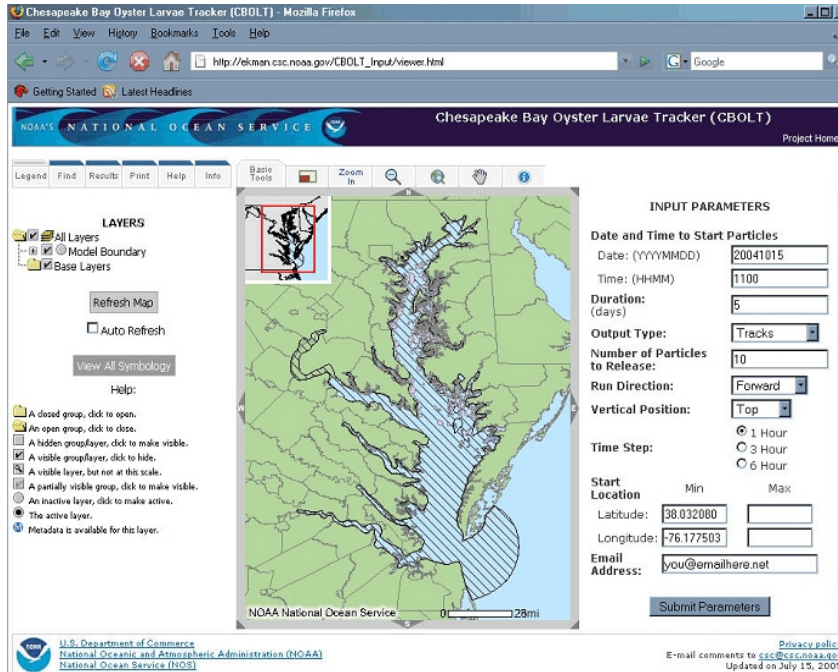 Chesapeake Bay Oyster Larvae Tracker (CBOLT) - Mozilla Firefox
File Edit View History Bookmarks Tools Help
http://ekman.csc.noaa.gov/CBOLT_Input/viewer.html
Google
Getting Started Latest Headlines
NOAA'S NATIONAL OCEAN SERVICE
Chesapeake Bay Oyster Larvae Tracker (CBOLT)
Project Home
Legend Find Results Print Help Info Basic Tools Zoom In
LAYERS
All Layers
Model Boundary
Base Layers
Refresh Map
Auto Refresh
View All Symbology
Help:
A closed group, click to open.
An open group, click to close.
A hidden group/layer, click to make visible.
A visible group/layer, click to hide.
A visible layer, but not at this scale.
A partially visible group, click to make visible.
An inactive layer, click to make active.
The active layer.
Metadata is available for this layer.
N
W
E
S
NOAA National Ocean Service
0 28mi
INPUT PARAMETERS
Date and Time to Start Particles
Date: (YYYYMMDD) 20041015
Time: (HHMM) 1100
Duration: (days) 5
Output Type: Tracks
Number of Particles to Release: 10
Run Direction: Forward
Vertical Position: Top
Time Step:
1 Hour
3 Hour
6 Hour
Start Location Min Max
Latitude: 38.032080
Longitude: -76.177503
Email Address: you@emailhere.net
Submit Parameters
U.S. Department of Commerce
National Oceanic and Atmospheric Administration (NOAA)
National Ocean Service (NOS)
Privacy polic
E-mail comments to csc@csc.noaa.go
Updated on July 15, 200